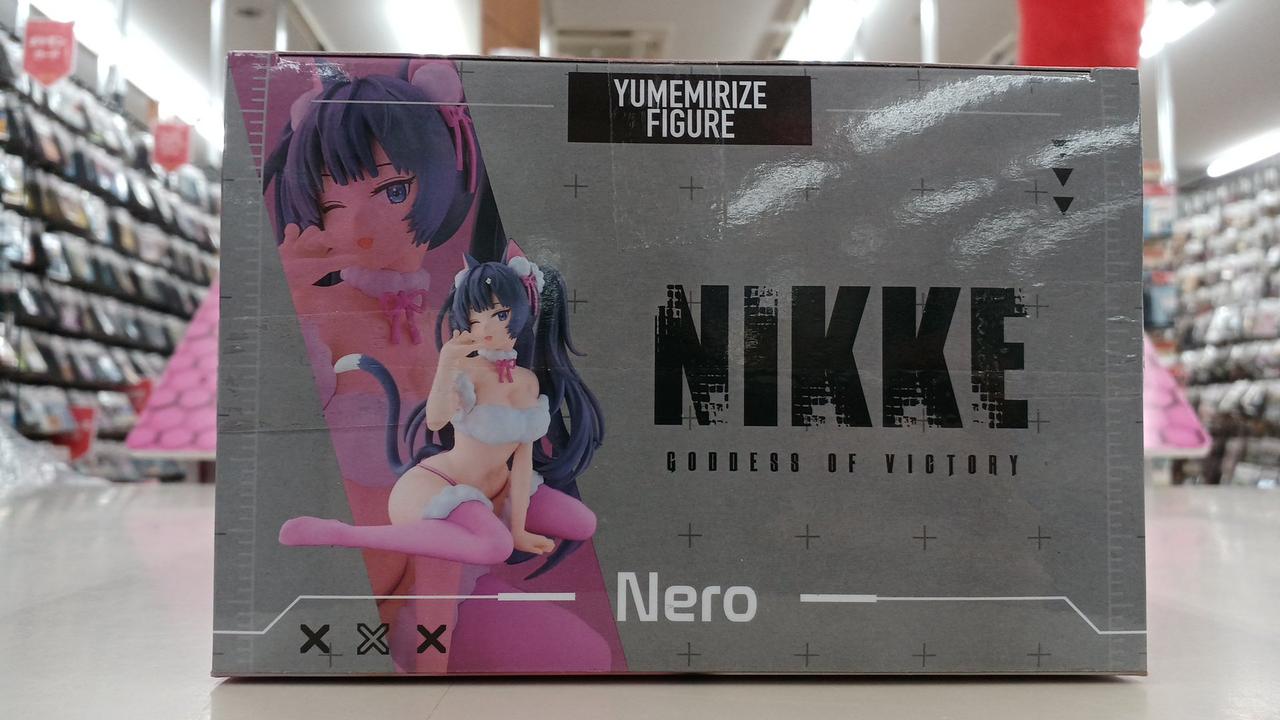 YUMEMIRIZE
FIGURE
NIKKE
GODDESS OF VICTORY
Nero